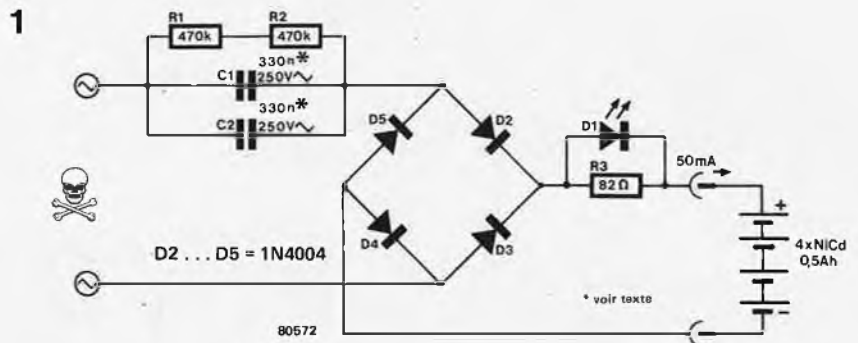 1
R1
470k
R2
470k
330n*
C1
250V~
330n*
C2
250V~
D5
D2
D1
R3
82Ω
50mA
D4
D3
D2 . . . D5 = 1N4004
+
4xNiCd
0,5Ah
-
* voir texte
80572